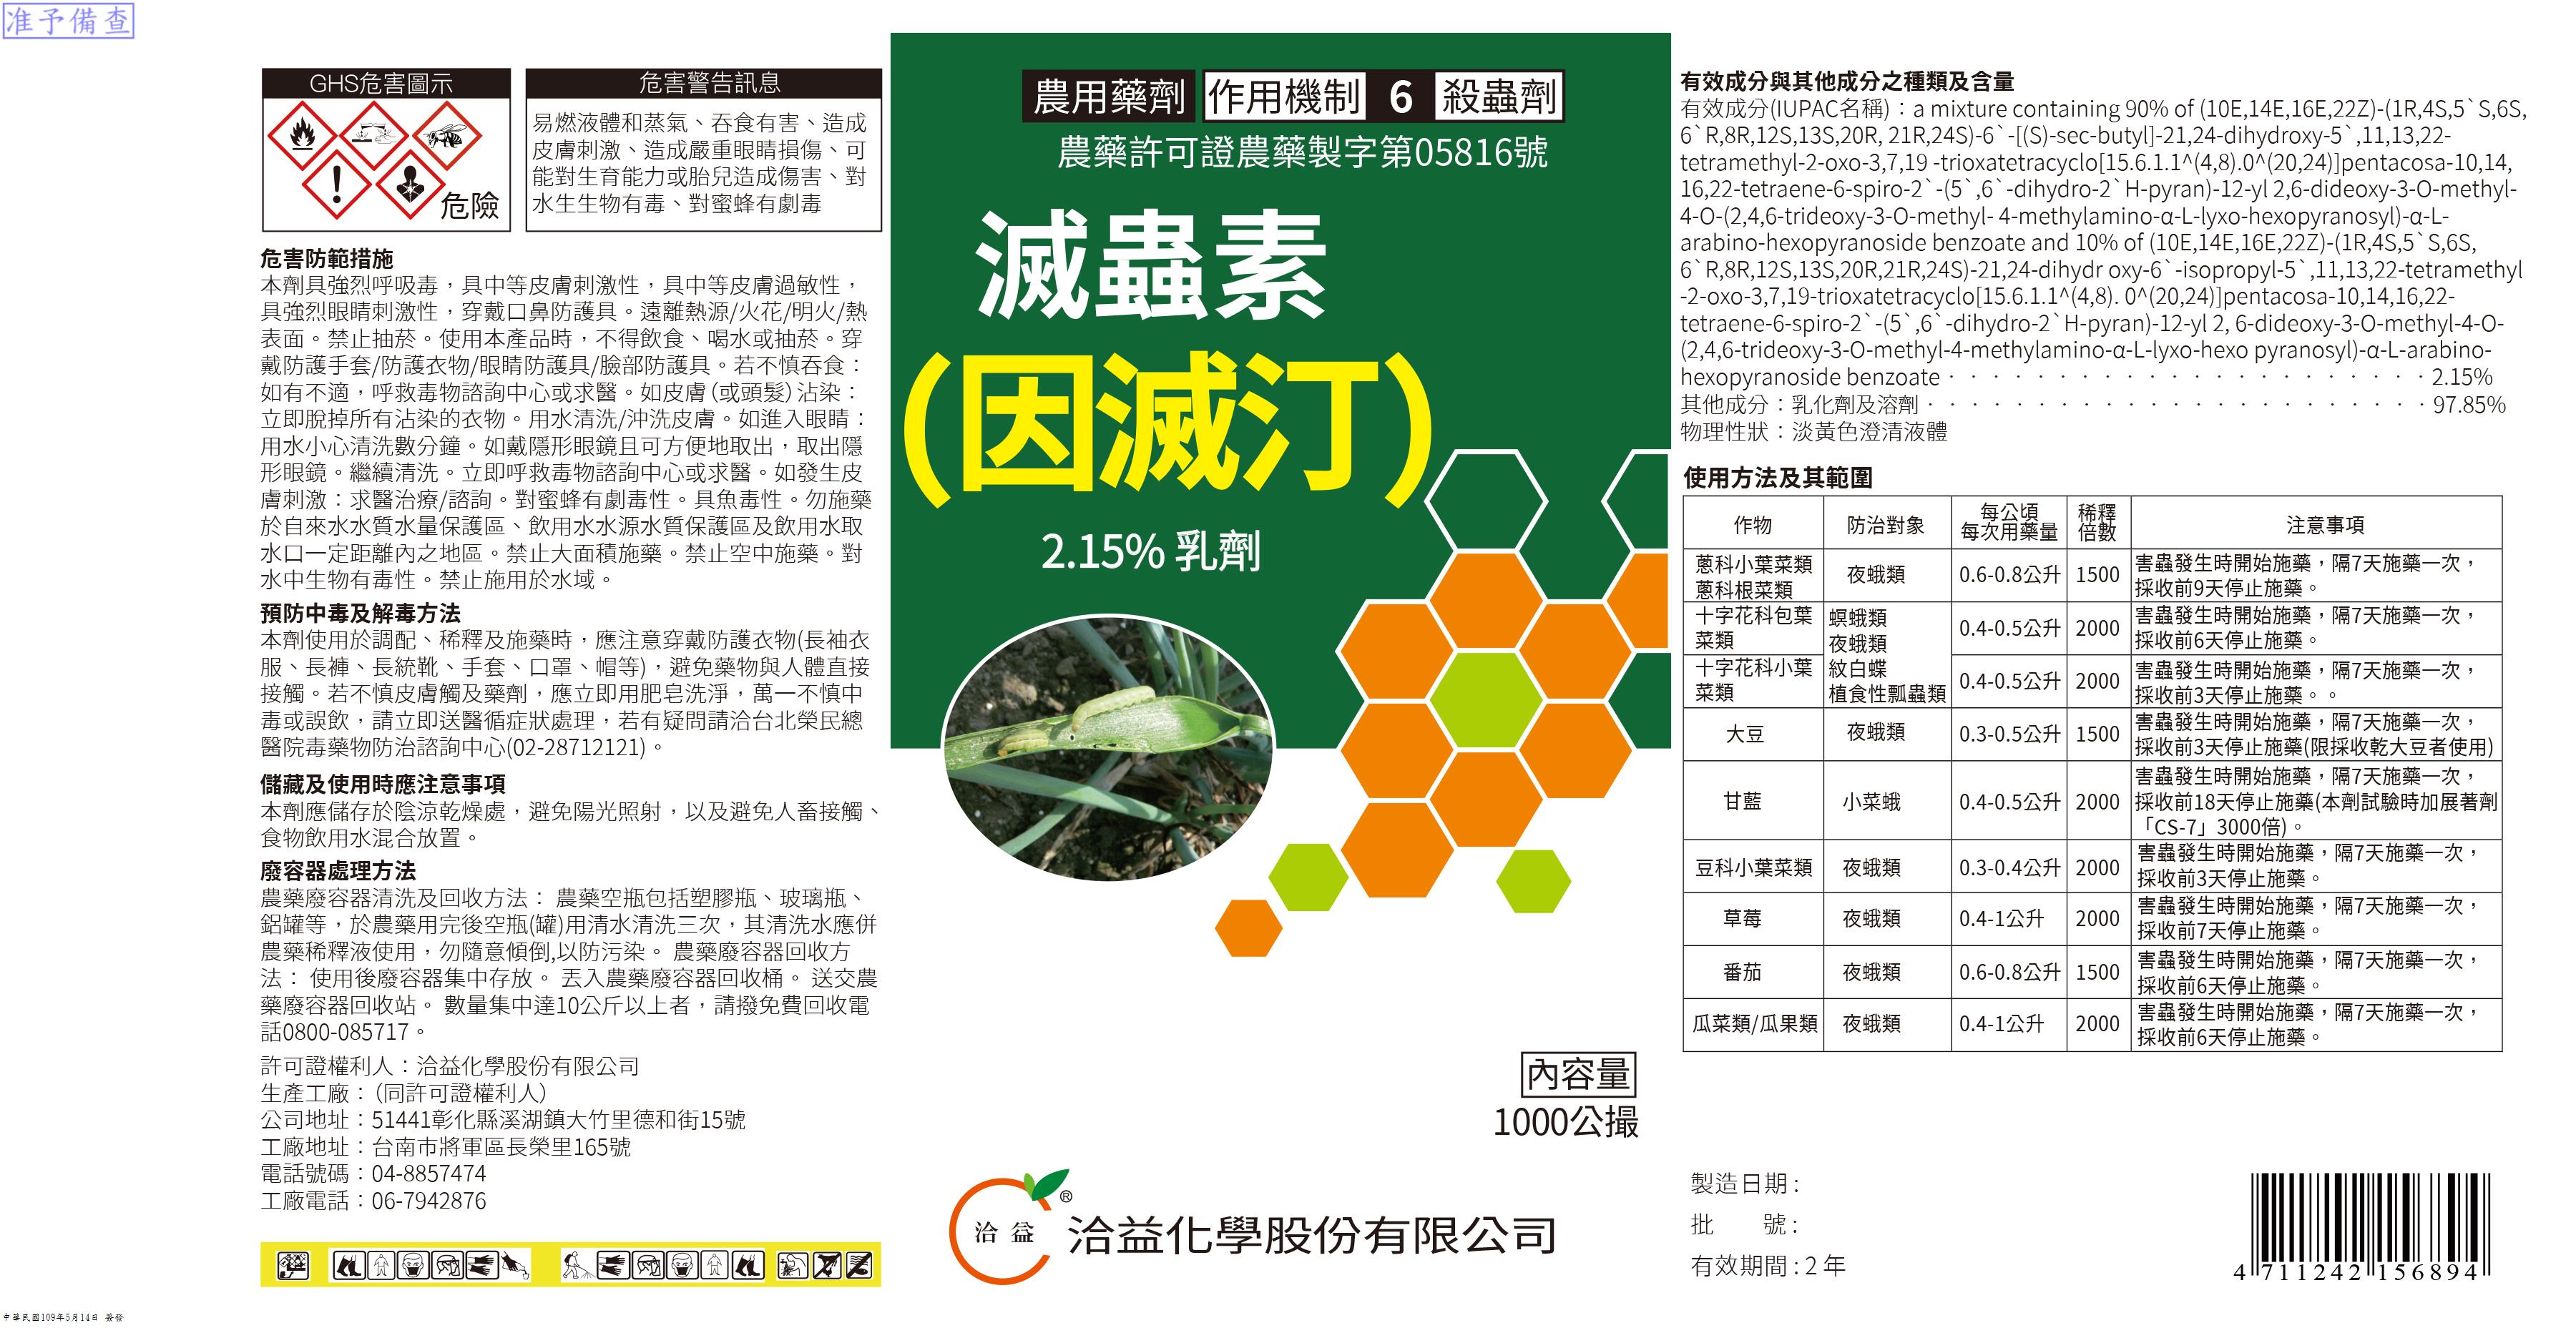 准予備查
GHS危害圖示
危險
危害警告訊息
易燃液體和蒸氣、吞食有害、造成
皮膚刺激、造成嚴重眼睛損傷、可
能對生育能力或胎兒造成傷害、對
水生生物有毒、對蜜蜂有劇毒
危害防範措施
本劑具強烈呼吸毒，具中等皮膚刺激性，具中等皮膚過敏性，
具強烈眼睛刺激性，穿戴口鼻防護具。遠離熱源/火花/明火/熱
表面。禁止抽菸。使用本產品時，不得飲食、喝水或抽菸。穿
戴防護手套/防護衣物/眼睛防護具/臉部防護具。若不慎吞食：
如有不適，呼救毒物諮詢中心或求醫。如皮膚（或頭髮）沾染：
立即脫掉所有沾染的衣物。用水清洗/沖洗皮膚。如進入眼睛：
用水小心清洗數分鐘。如戴隱形眼鏡且可方便地取出，取出隱
形眼鏡。繼續清洗。立即呼救毒物諮詢中心或求醫。如發生皮
膚刺激：求醫治療/諮詢。對蜜蜂有劇毒性。具魚毒性。勿施藥
於自來水水質水量保護區、飲用水水源水質保護區及飲用水取
水口一定距離內之地區。禁止大面積施藥。禁止空中施藥。對
水中生物有毒性。禁止施用於水域。
預防中毒及解毒方法
本劑使用於調配、稀釋及施藥時，應注意穿戴防護衣物(長袖衣
服、長褲、長統靴、手套、口罩、帽等)，避免藥物與人體直接
接觸。若不慎皮膚觸及藥劑，應立即用肥皂洗淨，萬一不慎中
毒或誤飲，請立即送醫循症狀處理，若有疑問請洽台北榮民總
醫院毒藥物防治諮詢中心(02-28712121)。
儲藏及使用時應注意事項
本劑應儲存於陰涼乾燥處，避免陽光照射，以及避免人畜接觸、
食物飲用水混合放置。
廢容器處理方法
農藥廢容器清洗及回收方法： 農藥空瓶包括塑膠瓶、玻璃瓶、
鋁罐等，於農藥用完後空瓶(罐)用清水清洗三次，其清洗水應併
農藥稀釋液使用，勿隨意傾倒,以防污染。 農藥廢容器回收方
法： 使用後廢容器集中存放。 丟入農藥廢容器回收桶。 送交農
藥廢容器回收站。 數量集中達10公斤以上者，請撥免費回收電
話0800-085717。
許可證權利人：洽益化學股份有限公司
生產工廠：（同許可證權利人）
公司地址：51441彰化縣溪湖鎮大竹里德和街15號
工廠地址：台南市將軍區長榮里165號
電話號碼：04-8857474
工廠電話：06-7942876
中華民國109年5月14日 簽發
農用藥劑 作用機制 6 殺蟲劑
農藥許可證農藥製字第05816號
滅蟲素
(因滅汀)
2.15% 乳劑
內容量
1000公撮
洽益 ® 洽益化學股份有限公司
有效成分與其他成分之種類及含量
有效成分(IUPAC名稱)：a mixture containing 90% of (10E,14E,16E,22Z)-(1R,4S,5`S,6S,
6`R,8R,12S,13S,20R, 21R,24S)-6`-[(S)-sec-butyl]-21,24-dihydroxy-5`,11,13,22-
tetramethyl-2-oxo-3,7,19 -trioxatetracyclo[15.6.1.1^(4,8).0^(20,24)]pentacosa-10,14,
16,22-tetraene-6-spiro-2`-(5`,6`-dihydro-2`H-pyran)-12-yl 2,6-dideoxy-3-O-methyl-
4-O-(2,4,6-trideoxy-3-O-methyl- 4-methylamino-α-L-lyxo-hexopyranosyl)-α-L-
arabino-hexopyranoside benzoate and 10% of (10E,14E,16E,22Z)-(1R,4S,5`S,6S,
6`R,8R,12S,13S,20R,21R,24S)-21,24-dihydr oxy-6`-isopropyl-5`,11,13,22-tetramethyl
-2-oxo-3,7,19-trioxatetracyclo[15.6.1.1^(4,8). 0^(20,24)]pentacosa-10,14,16,22-
tetraene-6-spiro-2`-(5`,6`-dihydro-2`H-pyran)-12-yl 2, 6-dideoxy-3-O-methyl-4-O-
(2,4,6-trideoxy-3-O-methyl-4-methylamino-α-L-lyxo-hexo pyranosyl)-α-L-arabino-
hexopyranoside benzoate · · · · · · · · · · · · · · · · · · · · · · 2.15%
其他成分：乳化劑及溶劑 · · · · · · · · · · · · · · · · · · · · · · · 97.85%
物理性狀：淡黃色澄清液體
使用方法及其範圍
作物 防治對象 每公頃每次用藥量 稀釋倍數 注意事項
蔥科小葉菜類 蔥科根菜類 夜蛾類 0.6-0.8公升 1500 害蟲發生時開始施藥，隔7天施藥一次，
採收前9天停止施藥。
十字花科包葉菜類 螟蛾類 夜蛾類 紋白蝶 植食性瓢蟲類 0.4-0.5公升 2000 害蟲發生時開始施藥，隔7天施藥一次，
採收前6天停止施藥。
十字花科小葉菜類 0.4-0.5公升 2000 害蟲發生時開始施藥，隔7天施藥一次，
採收前3天停止施藥。。
大豆 夜蛾類 0.3-0.5公升 1500 害蟲發生時開始施藥，隔7天施藥一次，
採收前3天停止施藥(限採收乾大豆者使用)
甘藍 小菜蛾 0.4-0.5公升 2000 害蟲發生時開始施藥，隔7天施藥一次，
採收前18天停止施藥(本劑試驗時加展著劑
「CS-7」3000倍)。
豆科小葉菜類 夜蛾類 0.3-0.4公升 2000 害蟲發生時開始施藥，隔7天施藥一次，
採收前3天停止施藥。
草莓 夜蛾類 0.4-1公升 2000 害蟲發生時開始施藥，隔7天施藥一次，
採收前7天停止施藥。
番茄 夜蛾類 0.6-0.8公升 1500 害蟲發生時開始施藥，隔7天施藥一次，
採收前6天停止施藥。
瓜菜類/瓜果類 夜蛾類 0.4-1公升 2000 害蟲發生時開始施藥，隔7天施藥一次，
採收前6天停止施藥。
製造日期 :
批 號 :
有效期間 : 2 年
4 711242 156894